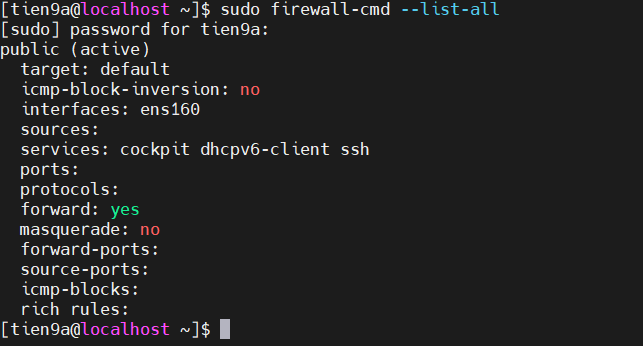 [tien9a@localhost ~]$ sudo firewall-cmd --list-all
[sudo] password for tien9a:
public (active)
  target: default
  icmp-block-inversion: no
  interfaces: ens160
  sources:
  services: cockpit dhcpv6-client ssh
  ports:
  protocols:
  forward: yes
  masquerade: no
  forward-ports:
  source-ports:
  icmp-blocks:
  rich rules:
[tien9a@localhost ~]$